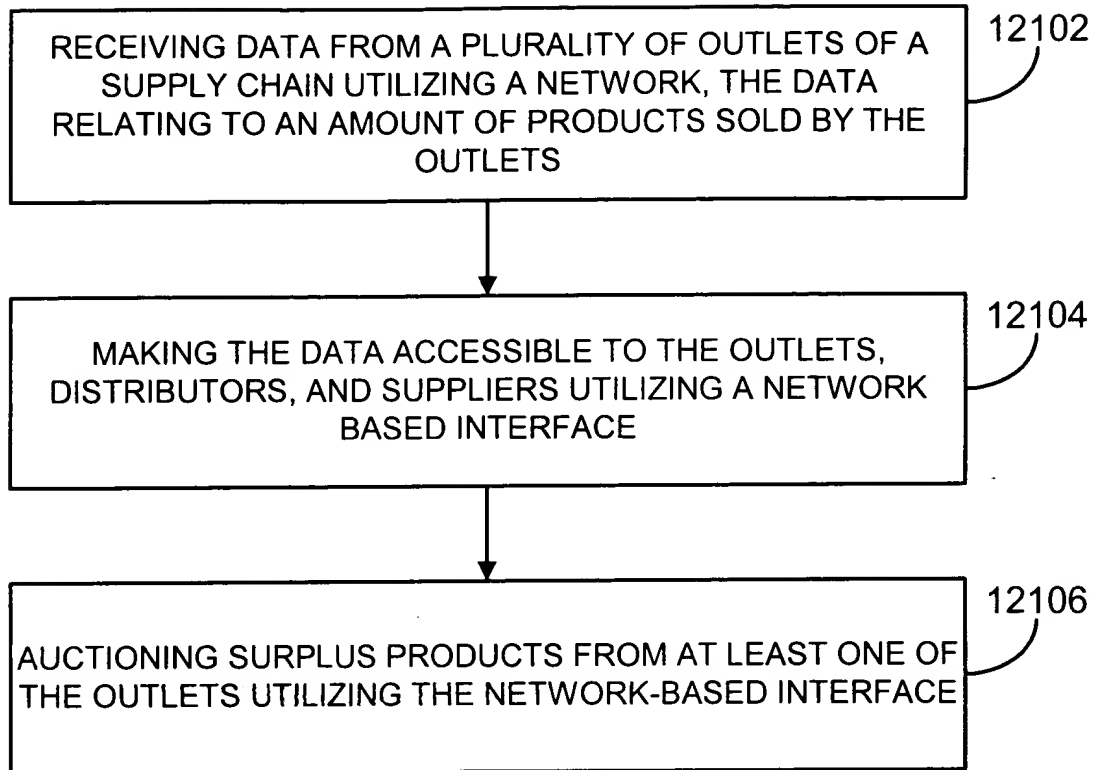 12102
RECEIVING DATA FROM A PLURALITY OF OUTLETS OF A
SUPPLY CHAIN UTILIZING A NETWORK, THE DATA
RELATING TO AN AMOUNT OF PRODUCTS SOLD BY THE
OUTLETS
12104
MAKING THE DATA ACCESSIBLE TO THE OUTLETS,
DISTRIBUTORS, AND SUPPLIERS UTILIZING A NETWORK
BASED INTERFACE
12106
AUCTIONING SURPLUS PRODUCTS FROM AT LEAST ONE OF
THE OUTLETS UTILIZING THE NETWORK-BASED INTERFACE